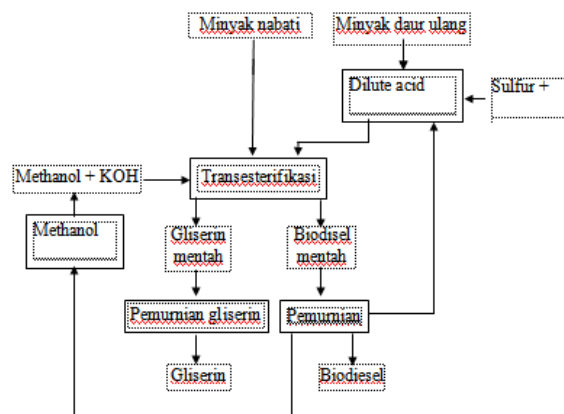 Minyak nabati
Minyak daur ulang
Dilute acid
Sulfur +
Methanol + KOH
Transesterifikasi
Methanol
Gliserin
mentah
Biodisel
mentah
Pemurnian gliserin
Pemurnian
Gliserin
Biodiesel